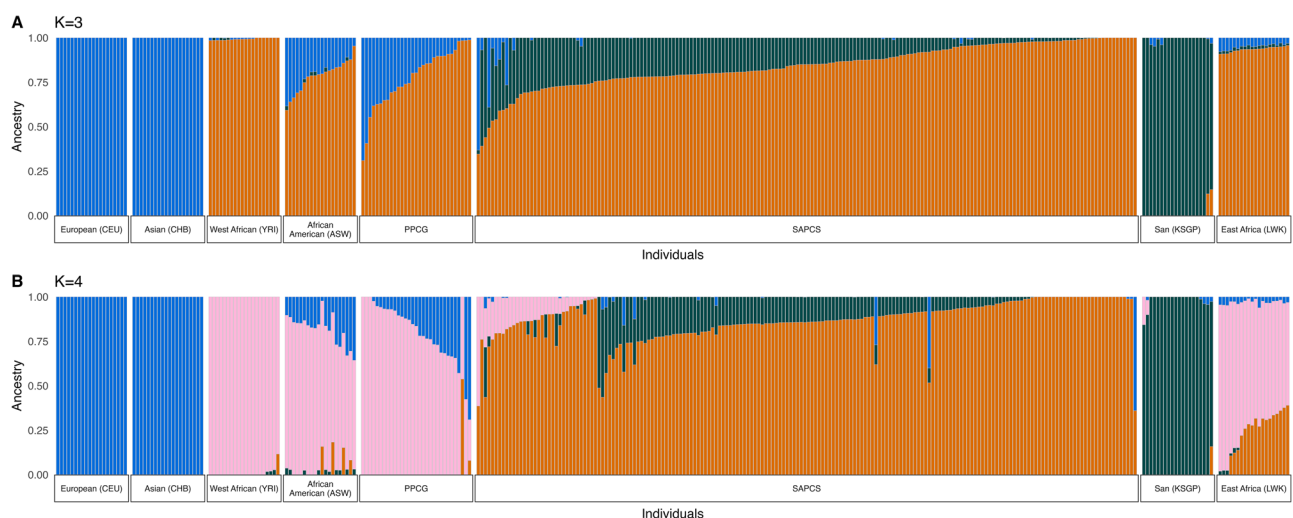 A K=3
Ancestry
1.00
0.75
0.50
0.25
0.00
European (CEU) Asian (CHB) West African (YRI) African American (ASW) PPCG SAPCS San (KSGP) East Africa (LWK)
Individuals
B K=4
Ancestry
1.00
0.75
0.50
0.25
0.00
European (CEU) Asian (CHB) West African (YRI) African American (ASW) PPCG SAPCS San (KSGP) East Africa (LWK)
Individuals